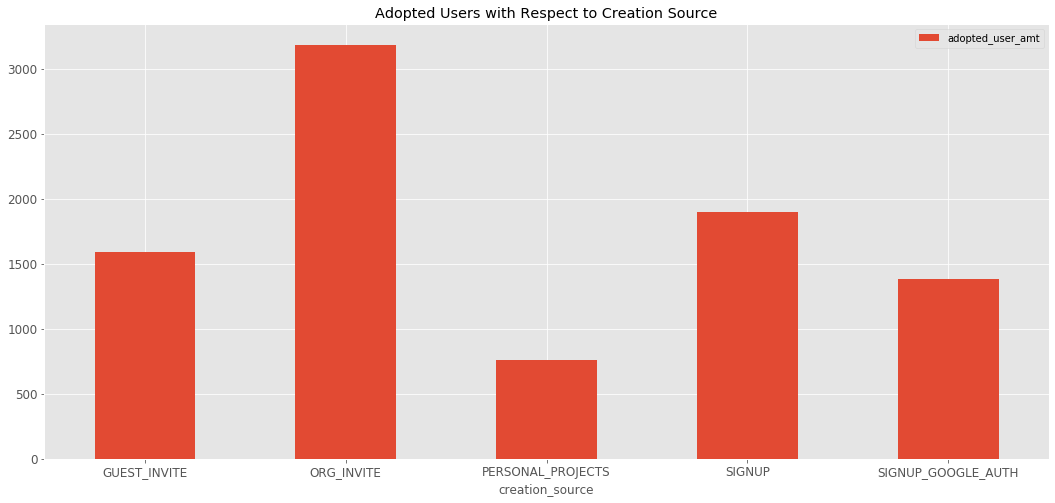 Adopted Users with Respect to Creation Source
adopted_user_amt
3000
2500
2000
1500
1000
500
0
GUEST_INVITE ORG_INVITE PERSONAL_PROJECTS SIGNUP SIGNUP_GOOGLE_AUTH
creation_source